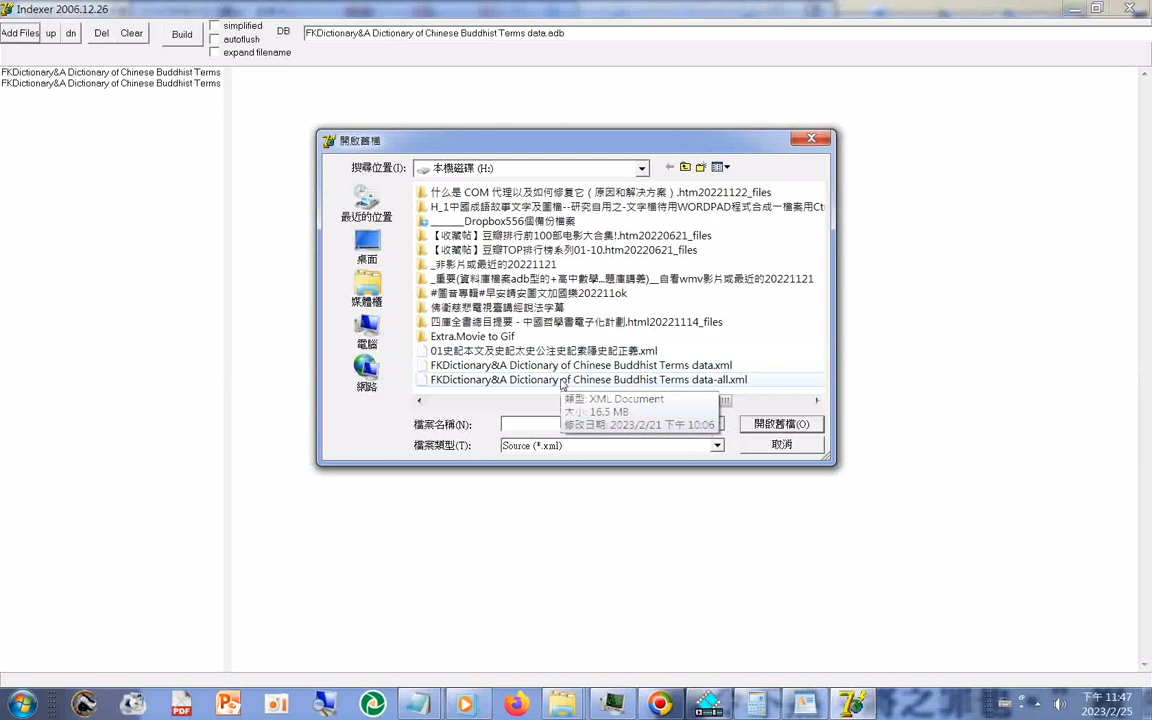 Indexer 2006.12.26
Add Files up dn Del Clear Build
simplified
autoflush
expand filename
DB
FKDictionary&A Dictionary of Chinese Buddhist Terms data.adb
FKDictionary&A Dictionary of Chinese Buddhist Terms
FKDictionary&A Dictionary of Chinese Buddhist Terms
開啟舊檔
搜尋位置(I):
本機磁碟 (H:)
最近的位置
桌面
媒體櫃
電腦
網路
什么是 COM 代理以及如何修复它（原因和解决方案）.htm20221122_files
H_1中國成語故事文字及圖檔--研究自用之-文字檔待用WORDPAD程式合成一檔案用Ctr
______Dropbox556個備份檔案
【收藏帖】豆瓣排行前100部电影大合集!.htm20220621_files
【收藏帖】豆瓣TOP排行榜系列01-10.htm20220621_files
_非影片或最近的20221121
_重要(資料庫檔案adb型的+高中數學...題庫講義)__自看wmv影片或最近的20221114
#圖音專輯#早安請安圖文加國樂202211ok
佛衛慈悲電視臺講經說法字幕
四庫全書總目提要 - 中國哲學書電子化計劃.html20221114_files
Extra.Movie to Gif
01史記本文及史記太史公注史記索隱史記正義.xml
FKDictionary&A Dictionary of Chinese Buddhist Terms data.xml
FKDictionary&A Dictionary of Chinese Buddhist Terms data-all.xml
類型: XML Document
大小: 16.5 MB
修改日期: 2023/2/21 下午 10:06
檔案名稱(N):
開啟舊檔(O)
檔案類型(T):
Source (*.xml)
取消
下午 11:47
2023/2/25